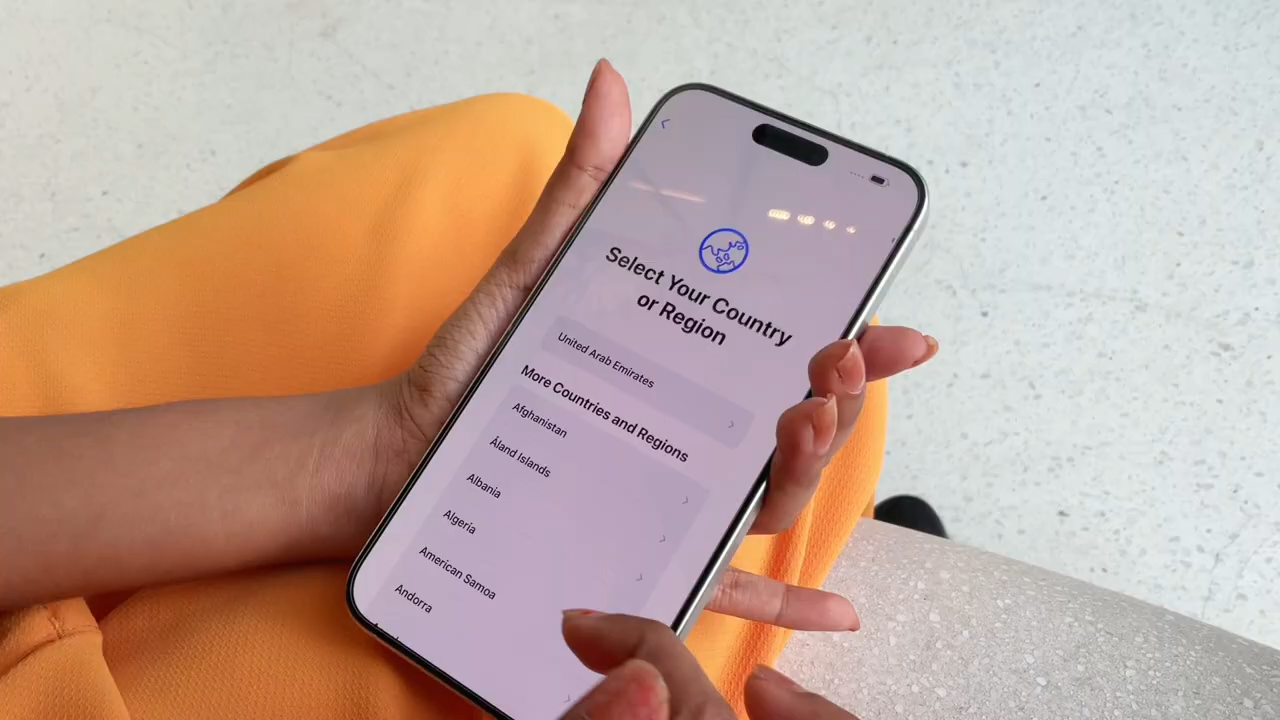 Select Your Country
or Region
United Arab Emirates
More Countries and Regions
Afghanistan
Åland Islands
Albania
Algeria
American Samoa
Andorra